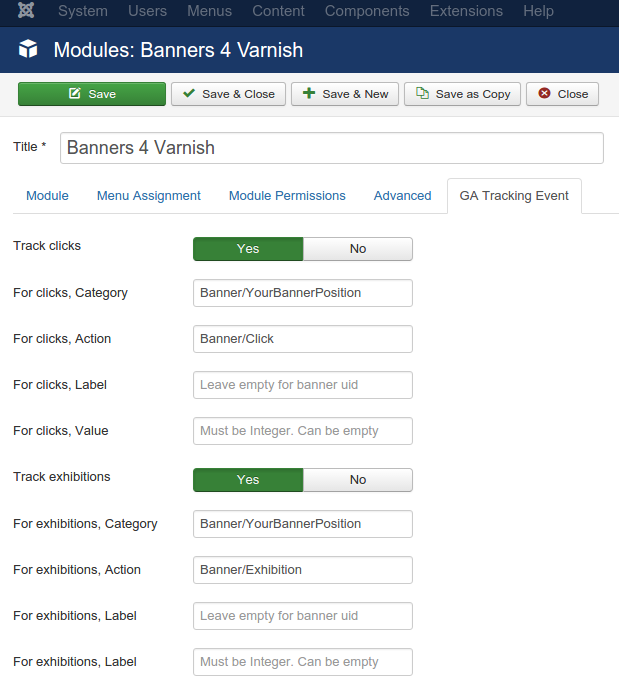 System Users Menus Content Components Extensions Help
Modules: Banners 4 Varnish
Save Save & Close Save & New Save as Copy Close
Title * Banners 4 Varnish
Module Menu Assignment Module Permissions Advanced GA Tracking Event
Track clicks Yes No
For clicks, Category Banner/YourBannerPosition
For clicks, Action Banner/Click
For clicks, Label Leave empty for banner uid
For clicks, Value Must be Integer. Can be empty
Track exhibitions Yes No
For exhibitions, Category Banner/YourBannerPosition
For exhibitions, Action Banner/Exhibition
For exhibitions, Label Leave empty for banner uid
For exhibitions, Label Must be Integer. Can be empty